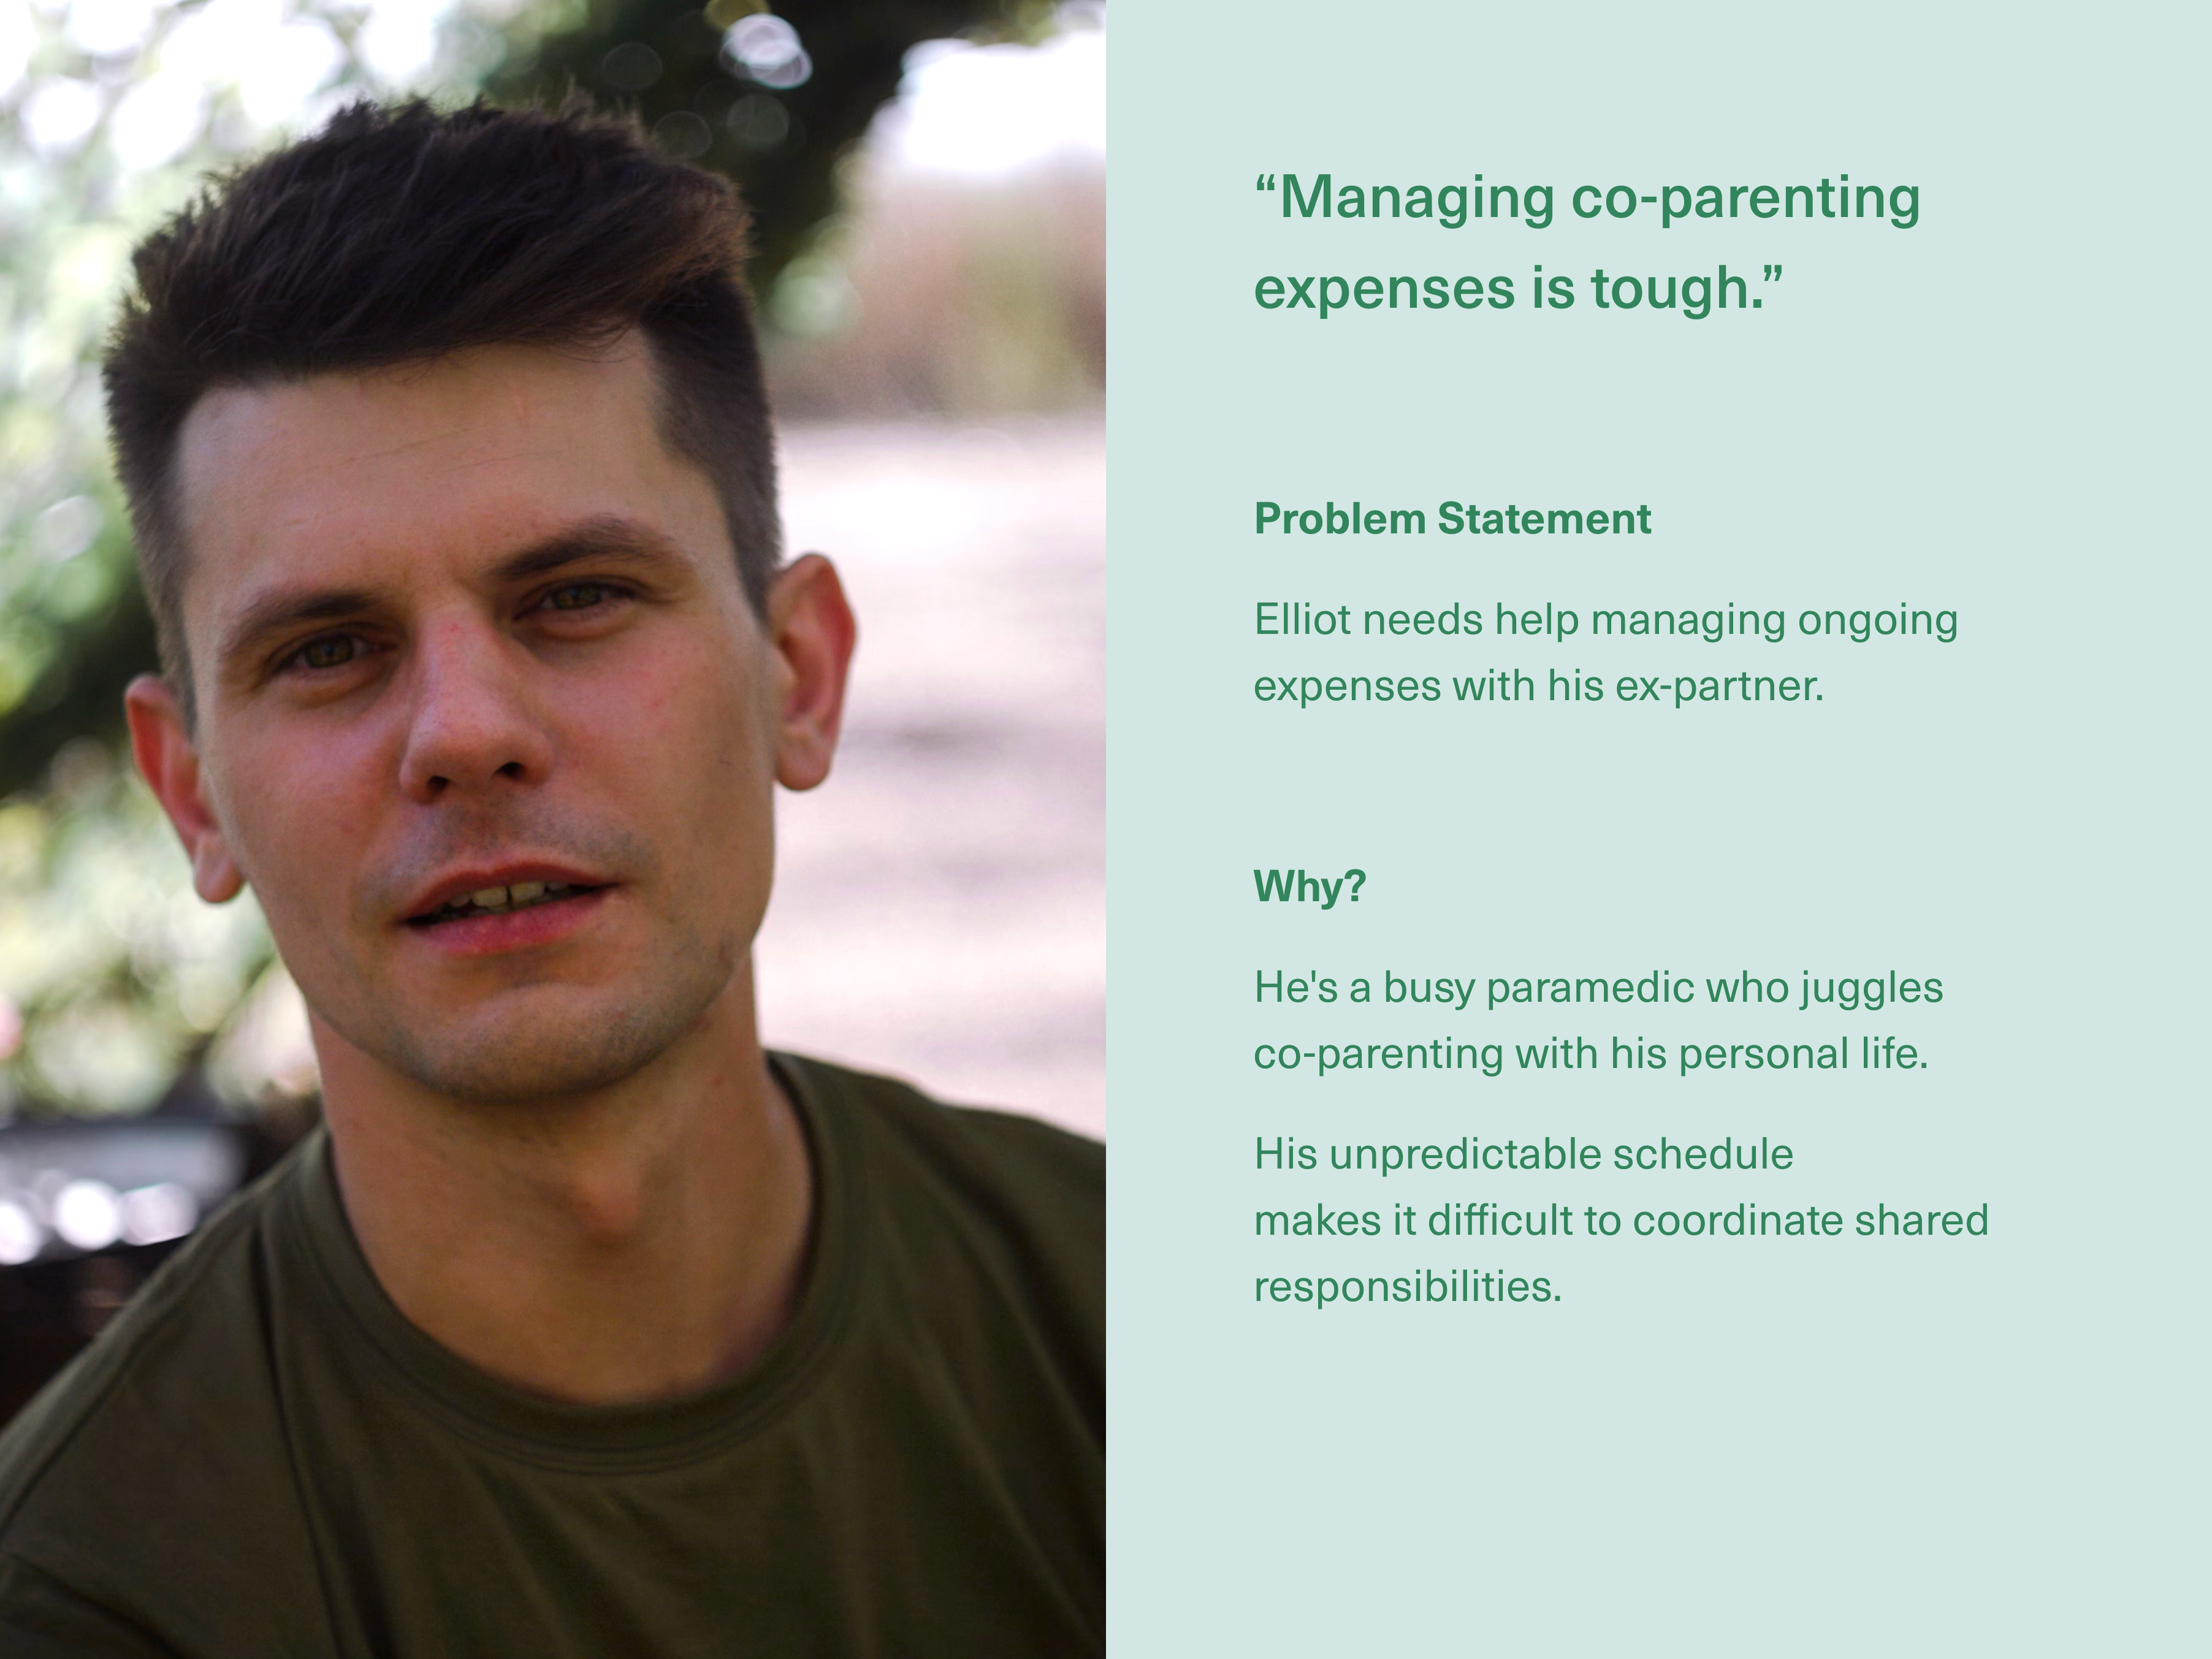 “Managing co-parenting
expenses is tough.”
Problem Statement
Elliot needs help managing ongoing
expenses with his ex-partner.
Why?
He's a busy paramedic who juggles
co-parenting with his personal life.
His unpredictable schedule
makes it difficult to coordinate shared
responsibilities.